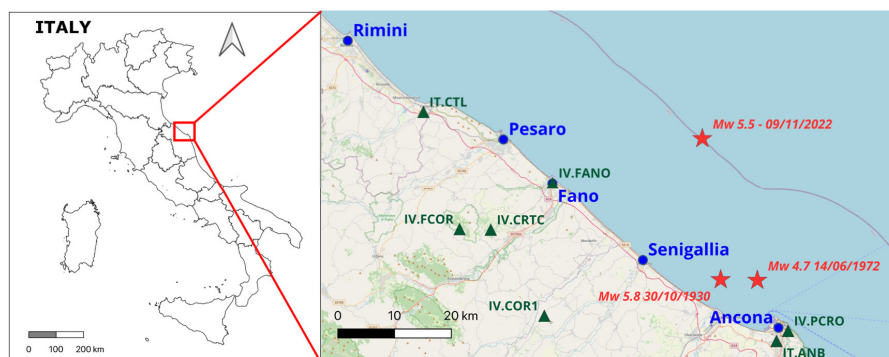 ITALY
0 100 200 km
Rimini
IT.CTL
Pesaro
Mw 5.5 - 09/11/2022
IV.FANO
Fano
IV.FCOR
IV.CRTC
Senigallia
Mw 4.7 14/06/1972
Mw 5.8 30/10/1930
IV.COR1
Ancona
IV.PCRO
IT.ANB
0 10 20 km